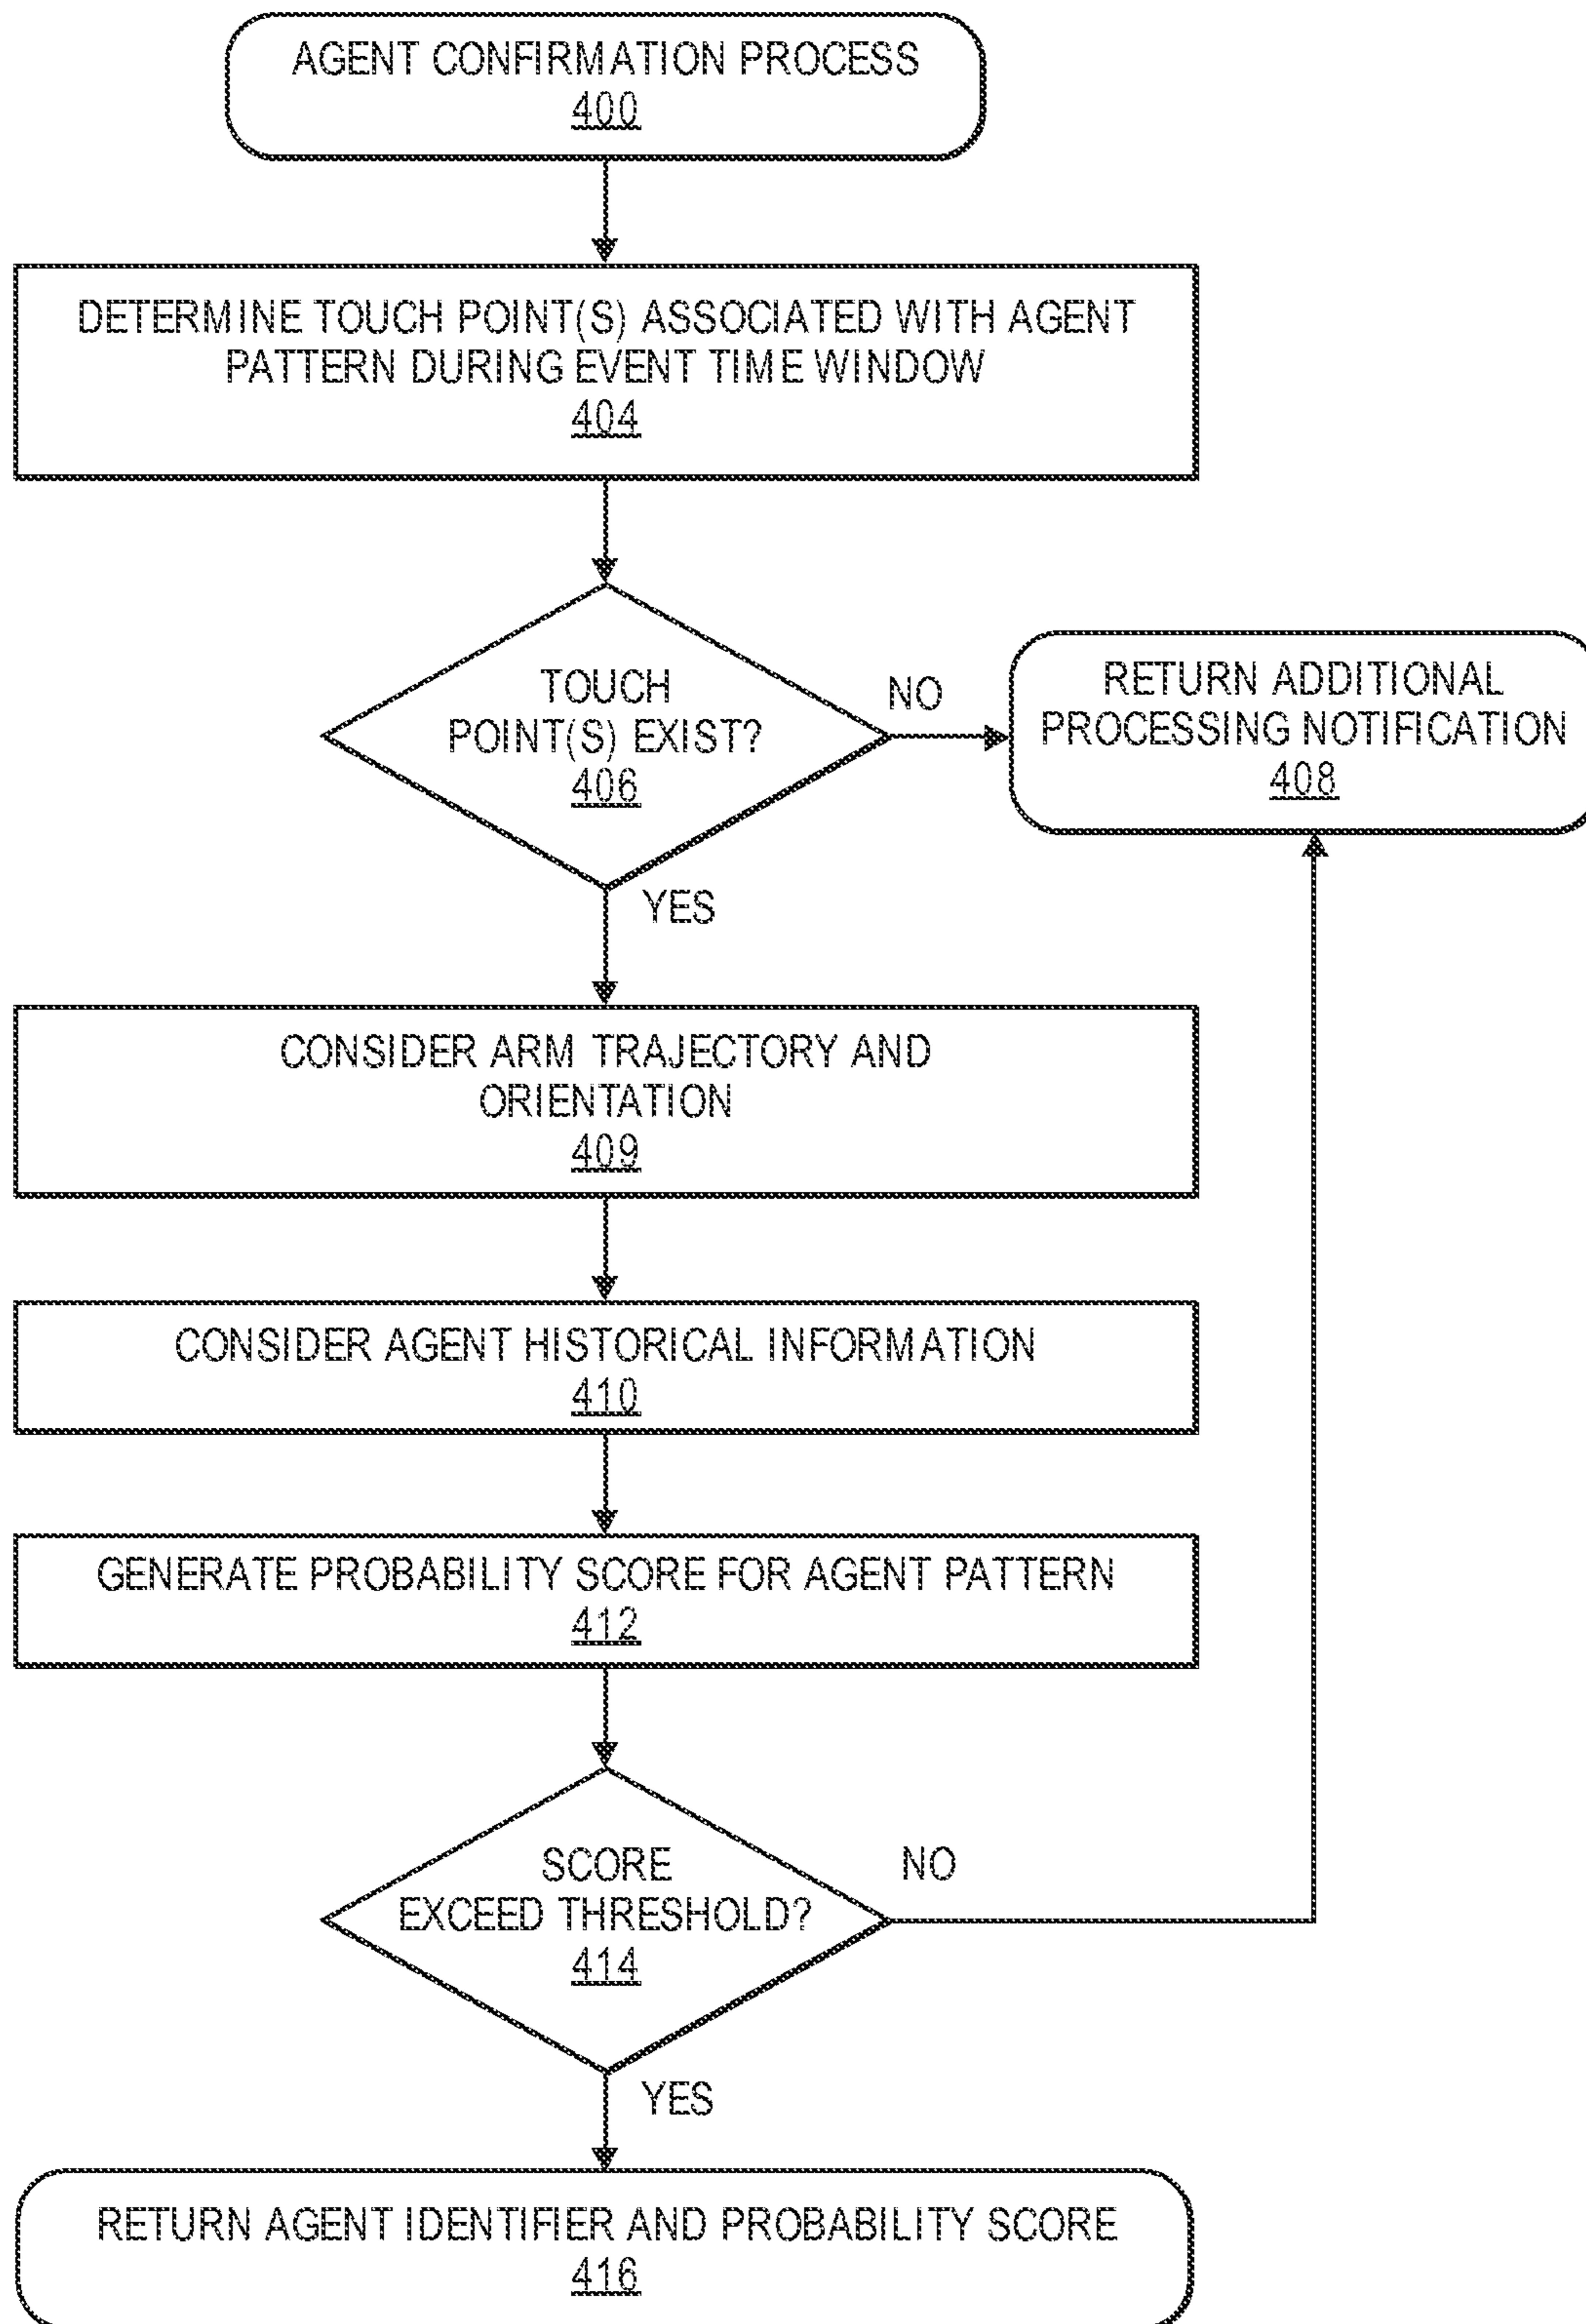 AGENT CONFIRMATION PROCESS
400
DETERMINE TOUCH POINT(S) ASSOCIATED WITH AGENT
PATTERN DURING EVENT TIME WINDOW
404
TOUCH
POINT(S) EXIST?
406
NO
RETURN ADDITIONAL
PROCESSING NOTIFICATION
408
YES
CONSIDER ARM TRAJECTORY AND
ORIENTATION
409
CONSIDER AGENT HISTORICAL INFORMATION
410
GENERATE PROBABILITY SCORE FOR AGENT PATTERN
412
SCORE
EXCEED THRESHOLD?
414
NO
YES
RETURN AGENT IDENTIFIER AND PROBABILITY SCORE
416